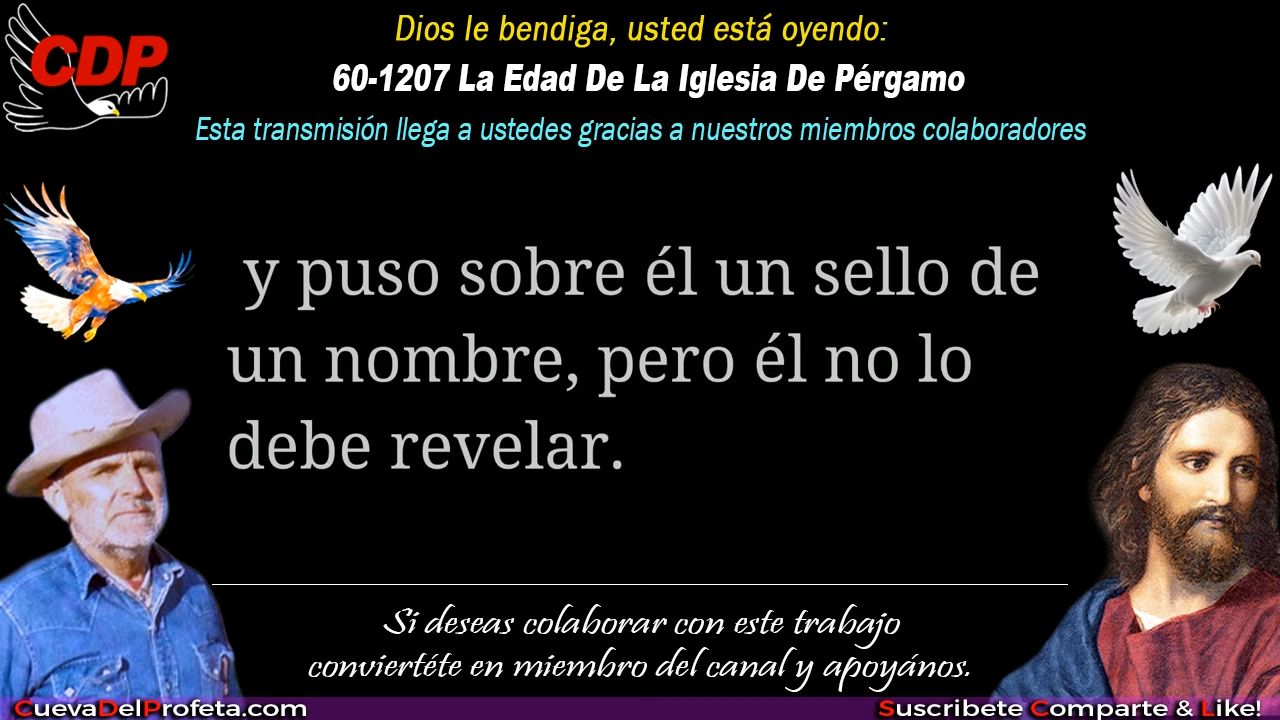 CDP
Dios le bendiga, usted está oyendo:
60-1207 La Edad De La Iglesia De Pérgamo
Esta transmisión llega a ustedes gracias a nuestros miembros colaboradores
y puso sobre él un sello de
un nombre, pero él no lo
debe revelar.
Si deseas colaborar con este trabajo
conviertéte en miembro del canal y apoyános.
CuevaDelProfeta.com
Suscribete Comparte & Like!